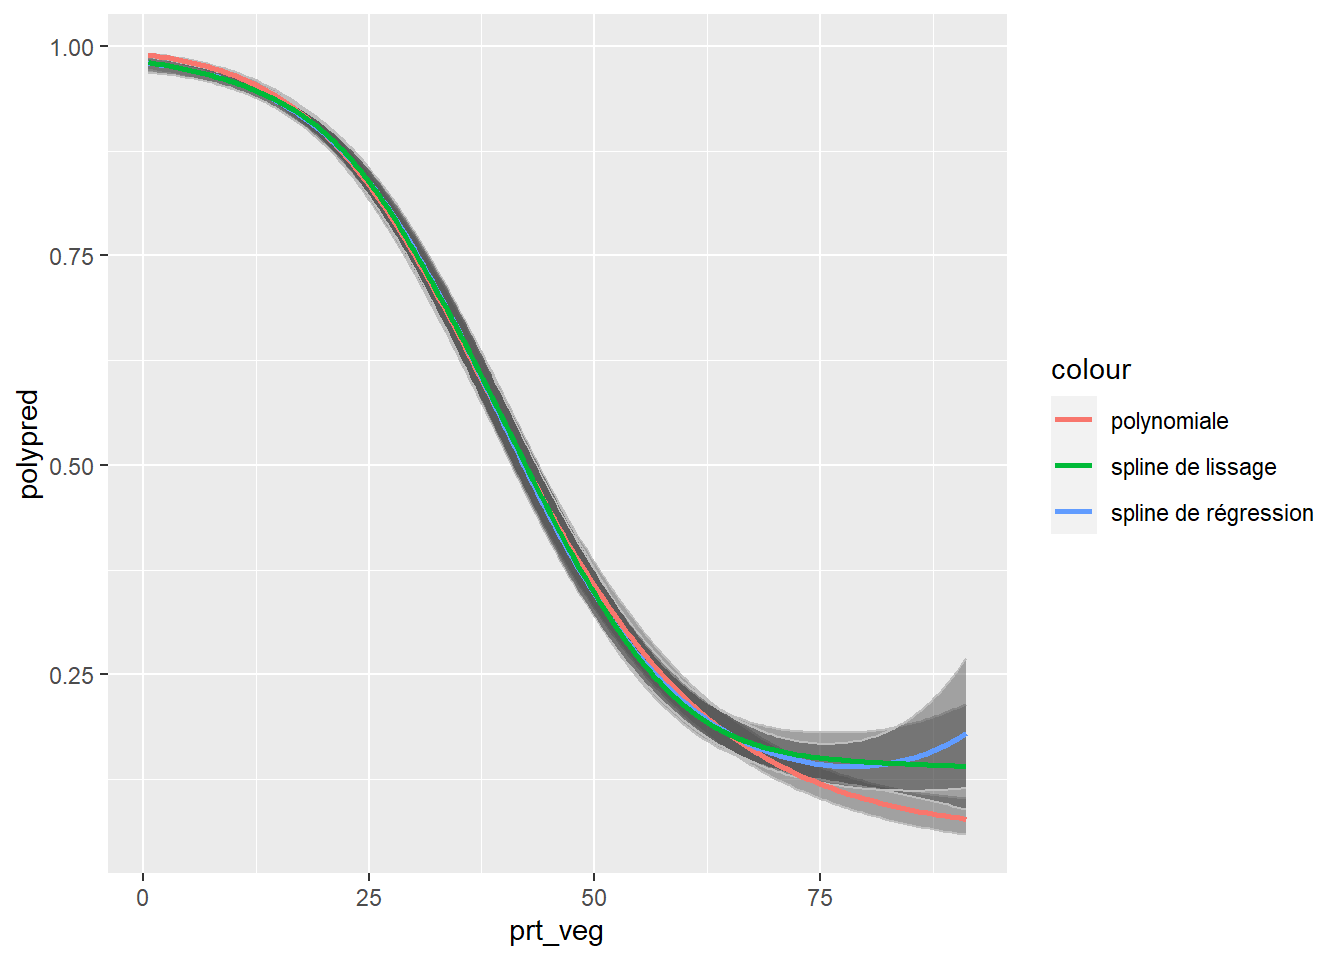 1.00
0.75
0.50
0.25
polypred
0
25
50
75
prt_veg
colour
polynomiale
spline de lissage
spline de régression